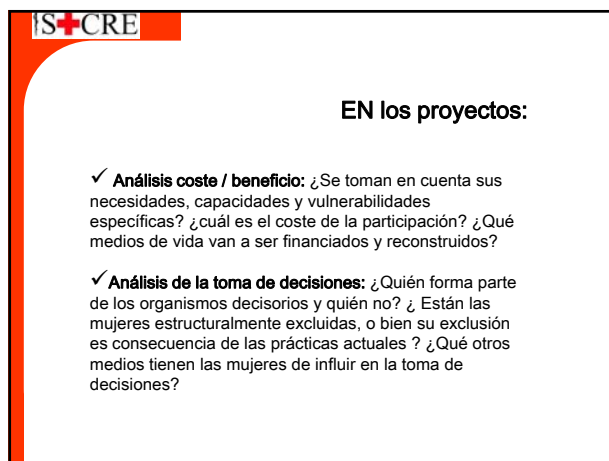 IS+CRE
EN los proyectos:
✓ Análisis coste / beneficio: ¿Se toman en cuenta sus
necesidades, capacidades y vulnerabilidades
específicas? ¿cuál es el coste de la participación? ¿Qué
medios de vida van a ser financiados y reconstruidos?
✓Análisis de la toma de decisiones: ¿Quién forma parte
de los organismos decisorios y quién no? ¿ Están las
mujeres estructuralmente excluidas, o bien su exclusión
es consecuencia de las prácticas actuales ? ¿Qué otros
medios tienen las mujeres de influir en la toma de
decisiones?